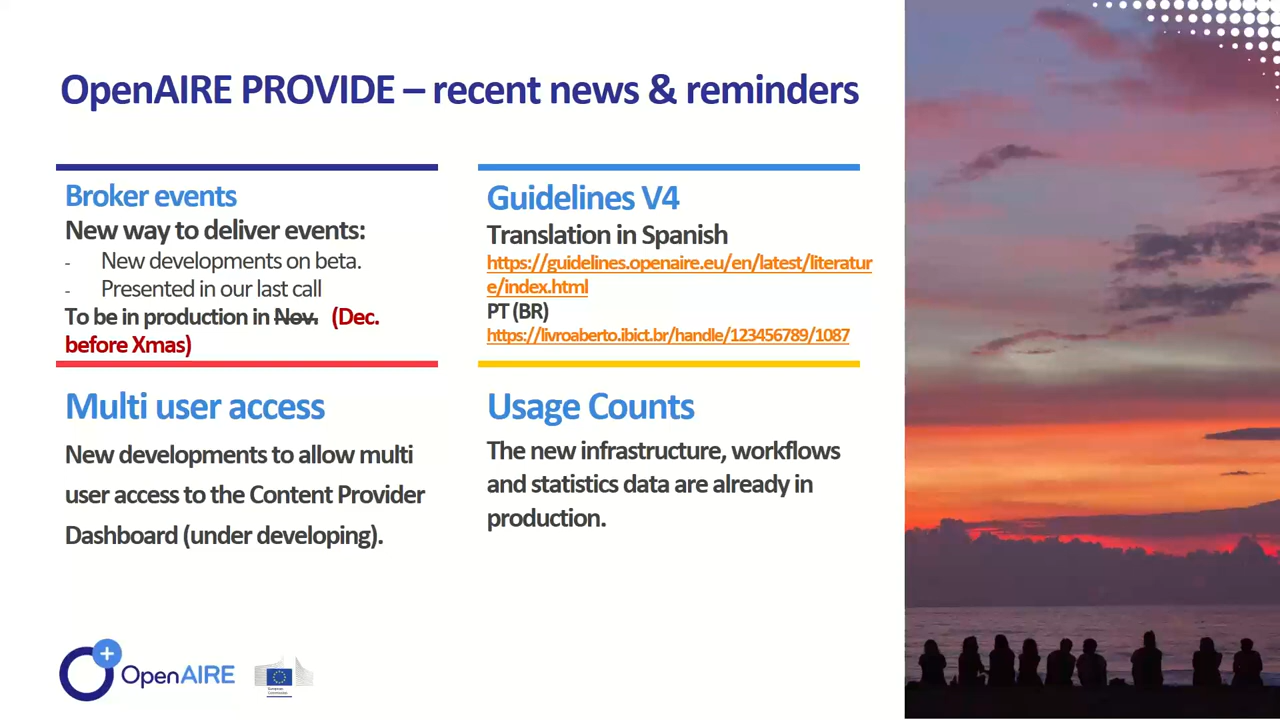 OpenAIRE PROVIDE – recent news & reminders
Broker events
New way to deliver events:
- New developments on beta.
- Presented in our last call
To be in production in Nov. (Dec.
before Xmas)
Guidelines V4
Translation in Spanish
https://guidelines.openaire.eu/en/latest/literatur
e/index.html
PT (BR)
https://livroaberto.ibict.br/handle/123456789/1087
Multi user access
New developments to allow multi
user access to the Content Provider
Dashboard (under developing).
Usage Counts
The new infrastructure, workflows
and statistics data are already in
production.
OpenAIRE
European
Commission